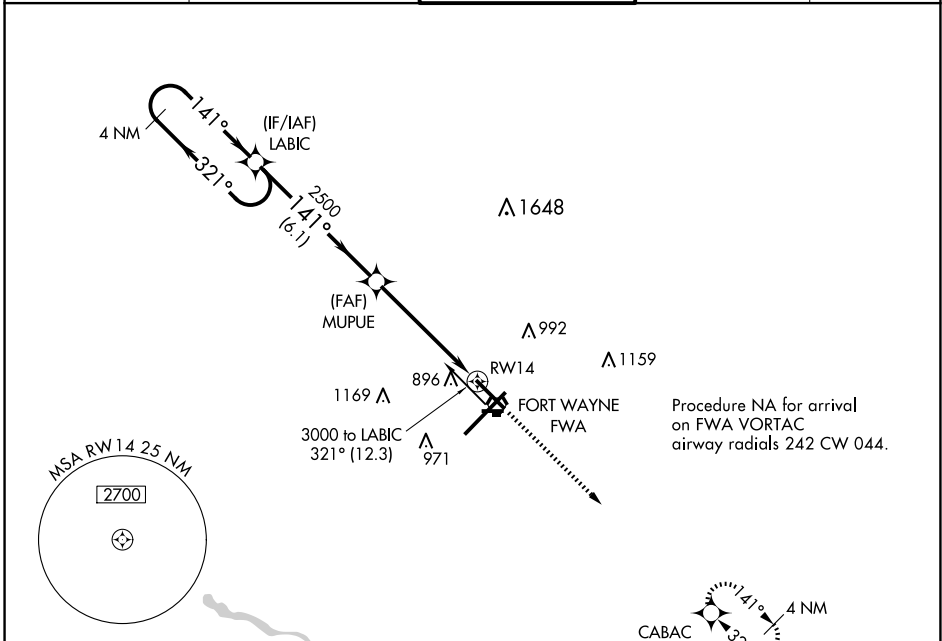 141°
4 NM
(IF/IAF)
LABIC
321°
2500
141°
(6.1)
1648
(FAF)
MUPUE
992
1159
RW14
896
1169
FORT WAYNE
FWA
3000 to LABIC
321° (12.3)
971
Procedure NA for arrival
on FWA VORTAC
airway radials 242 CW 044.
MSA RW14 25 NM
2700
141°
4 NM
CABAC